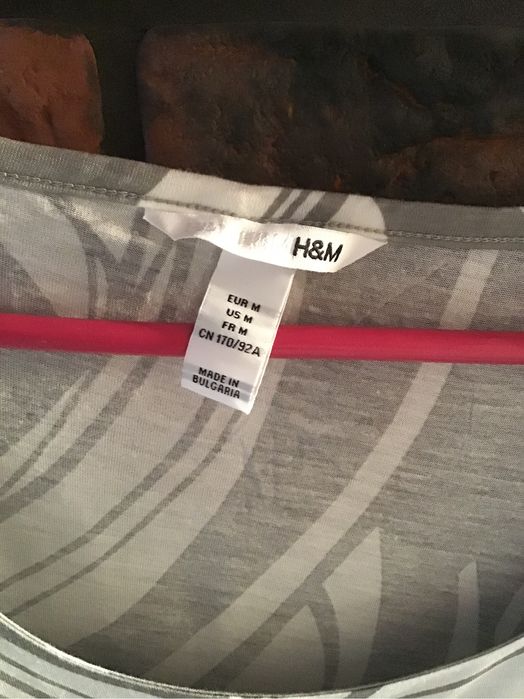 H&M
EUR M
US M
FR M
CN 170/92A
MADE IN
BULGARIA